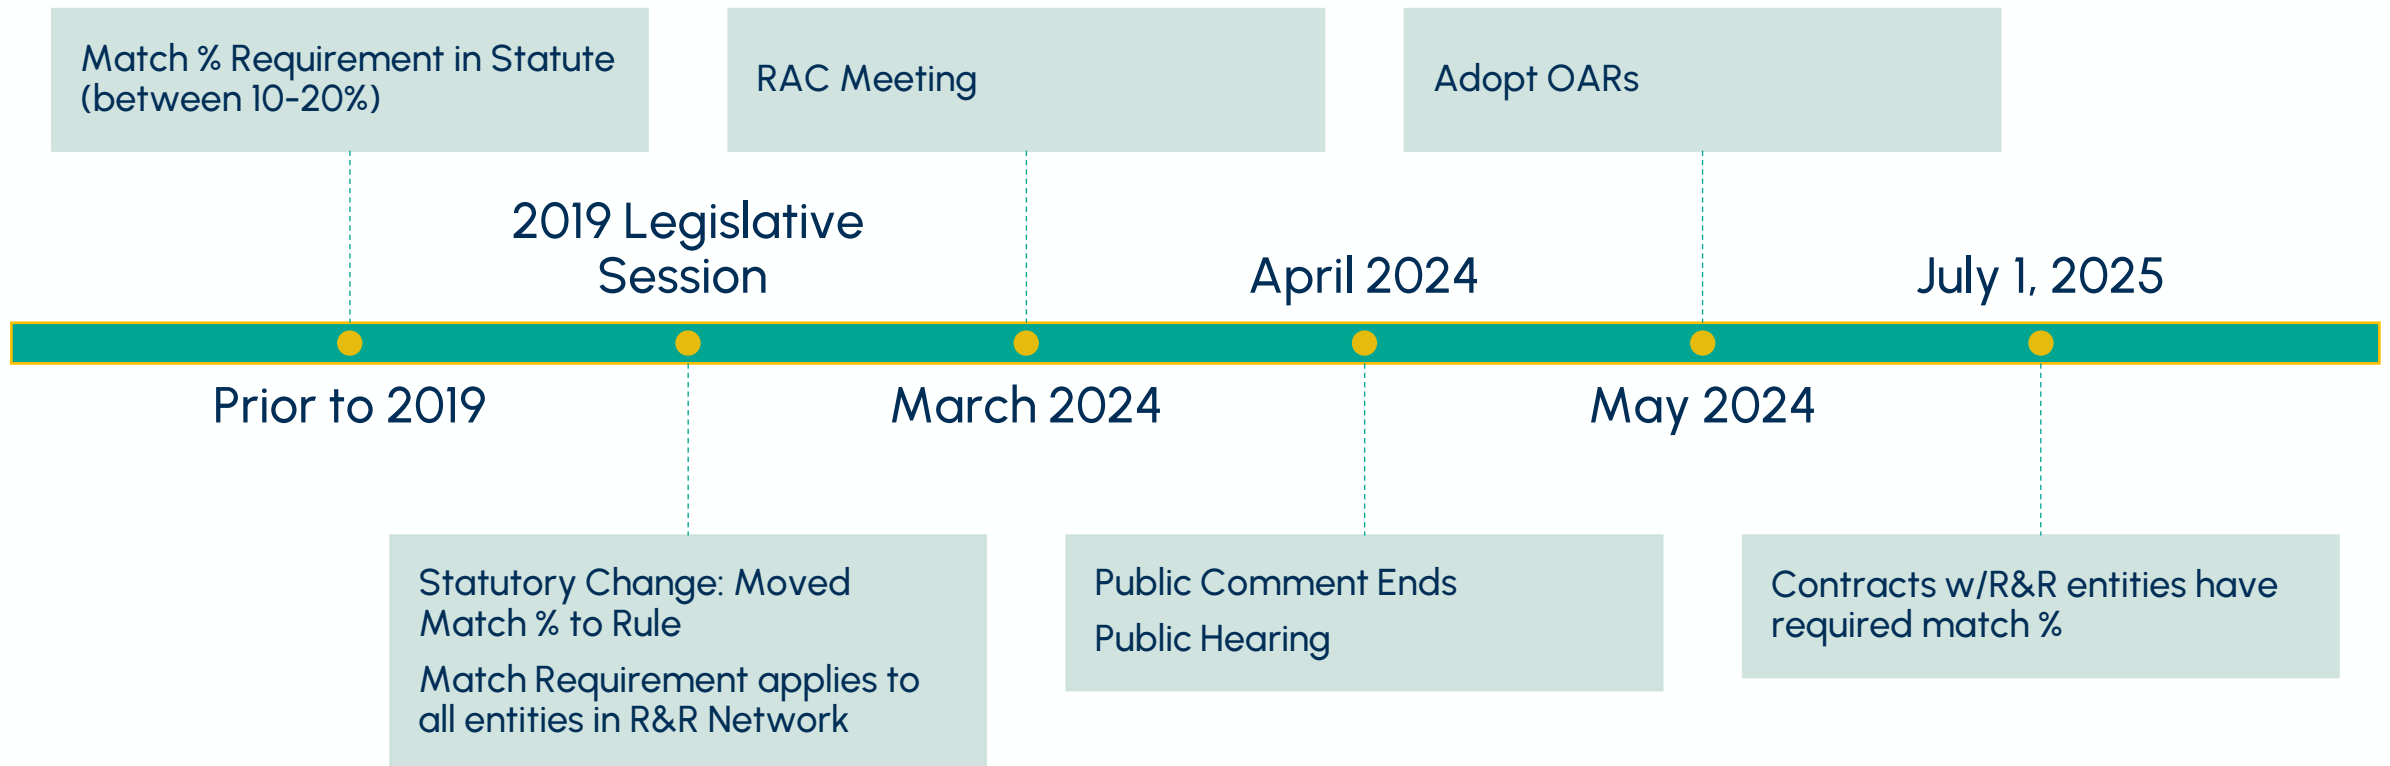 Match % Requirement in Statute
(between 10-20%)
RAC Meeting
Adopt OARs
2019 Legislative
Session
April 2024
July 1, 2025
Prior to 2019
March 2024
May 2024
Statutory Change: Moved
Match % to Rule
Match Requirement applies to
all entities in R&R Network
Public Comment Ends
Public Hearing
Contracts w/R&R entities have
required match %